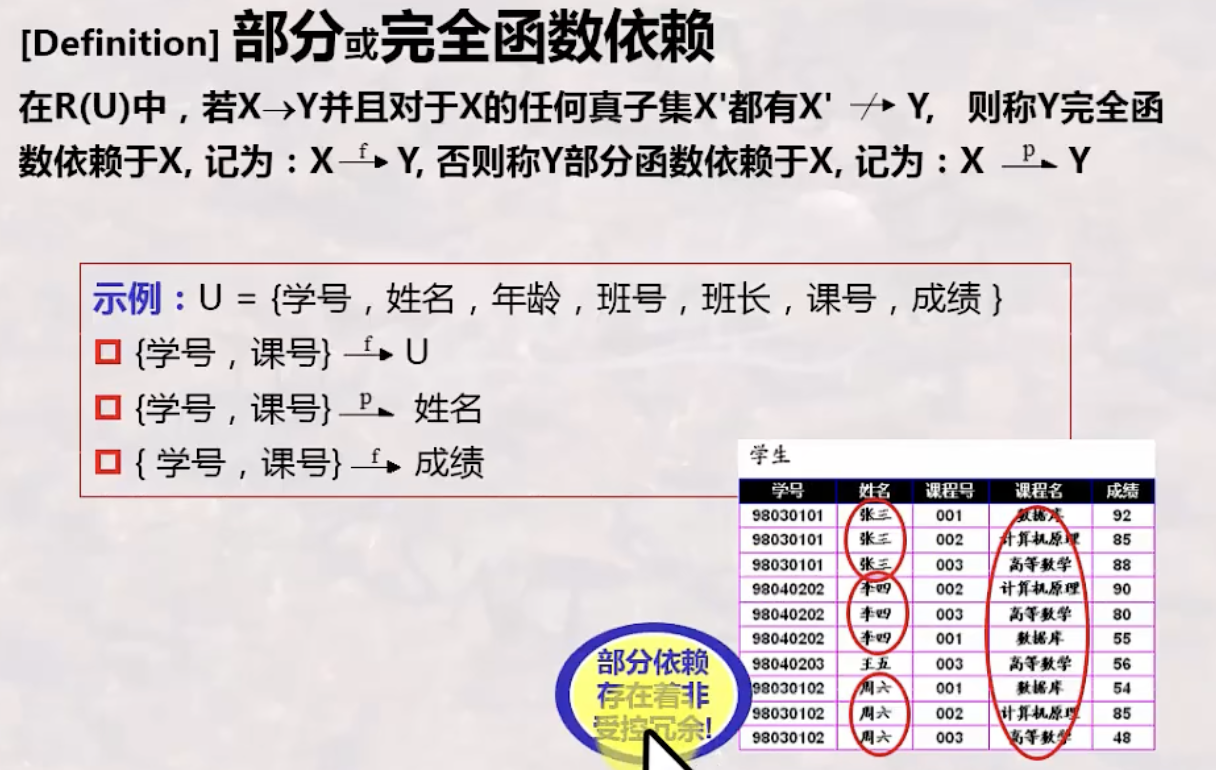 [Definition] 部分或完全函数依赖
在R(U)中，若X→Y并且对于X的任何真子集X'都有X' ↛ Y, 则称Y完全函
数依赖于X, 记为：X —f→ Y, 否则称Y部分函数依赖于X, 记为：X —p→ Y
示例：U = {学号，姓名，年龄，班号，班长，课号，成绩 }
{学号，课号} —f→ U
{学号，课号} —p→ 姓名
{ 学号，课号} —f→ 成绩
学生
学号 姓名 课程号 课程名 成绩
98030101 张三 001 数据库 92
98030101 张三 002 计算机原理 85
98030101 张三 003 高等数学 88
98040202 李四 002 计算机原理 90
98040202 李四 003 高等数学 80
98040202 李四 001 数据库 55
98040203 王五 003 高等数学 56
98030102 周六 001 数据库 54
98030102 周六 002 计算机原理 85
98030102 周六 003 高等数学 48
部分依赖
存在着非
受控冗余!